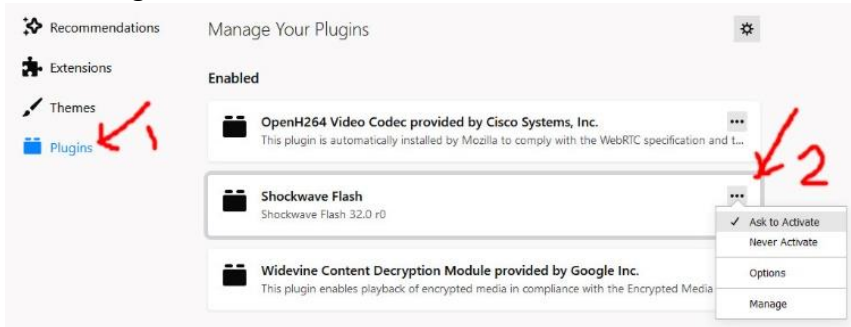 Recommendations
Extensions
Themes
Plugins
1
Manage Your Plugins
Enabled
OpenH264 Video Codec provided by Cisco Systems, Inc.
This plugin is automatically installed by Mozilla to comply with the WebRTC specification and t...
2
Shockwave Flash
Shockwave Flash 32.0 r0
✓ Ask to Activate
Never Activate
Options
Manage
Widevine Content Decryption Module provided by Google Inc.
This plugin enables playback of encrypted media in compliance with the Encrypted Media